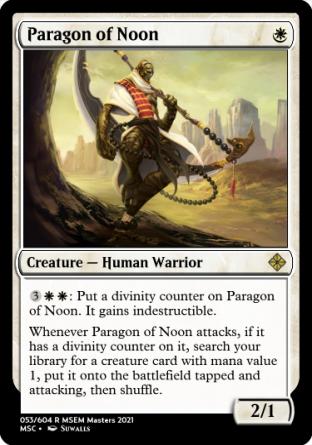 Paragon of Noon
Creature — Human Warrior
3: Put a divinity counter on Paragon
of Noon. It gains indestructible.
Whenever Paragon of Noon attacks, if it
has a divinity counter on it, search your
library for a creature card with mana value
1, put it onto the battlefield tapped and
attacking, then shuffle.
2/1
053/604 R MSEM Masters 2021
MSC • Suwalls